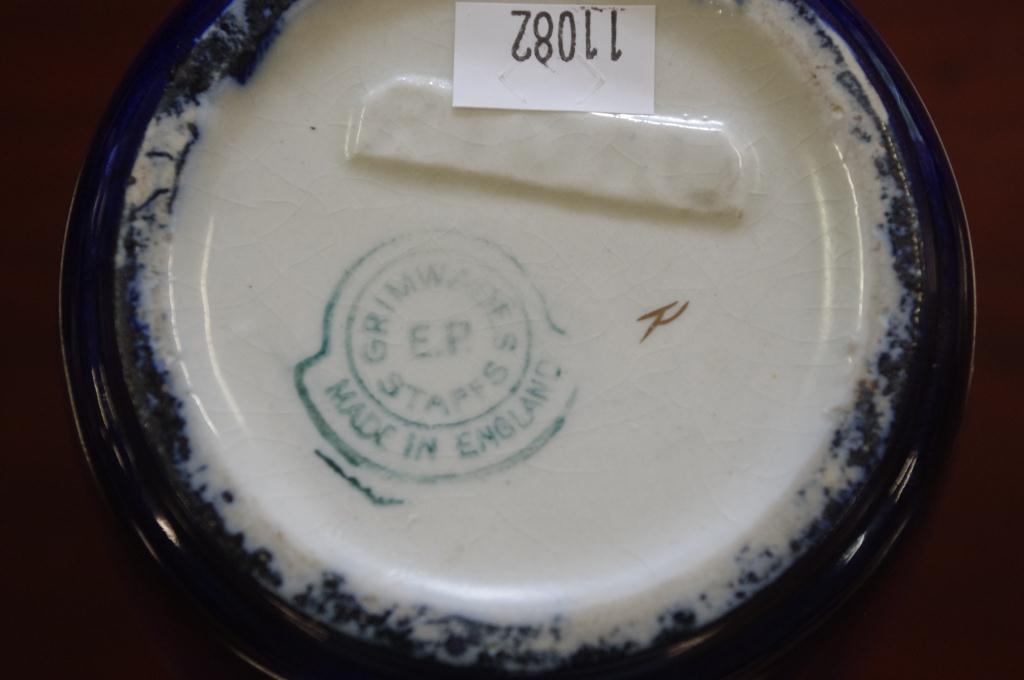 11082
GRIMWADES
E.P.
STAFFS
MADE IN ENGLAND